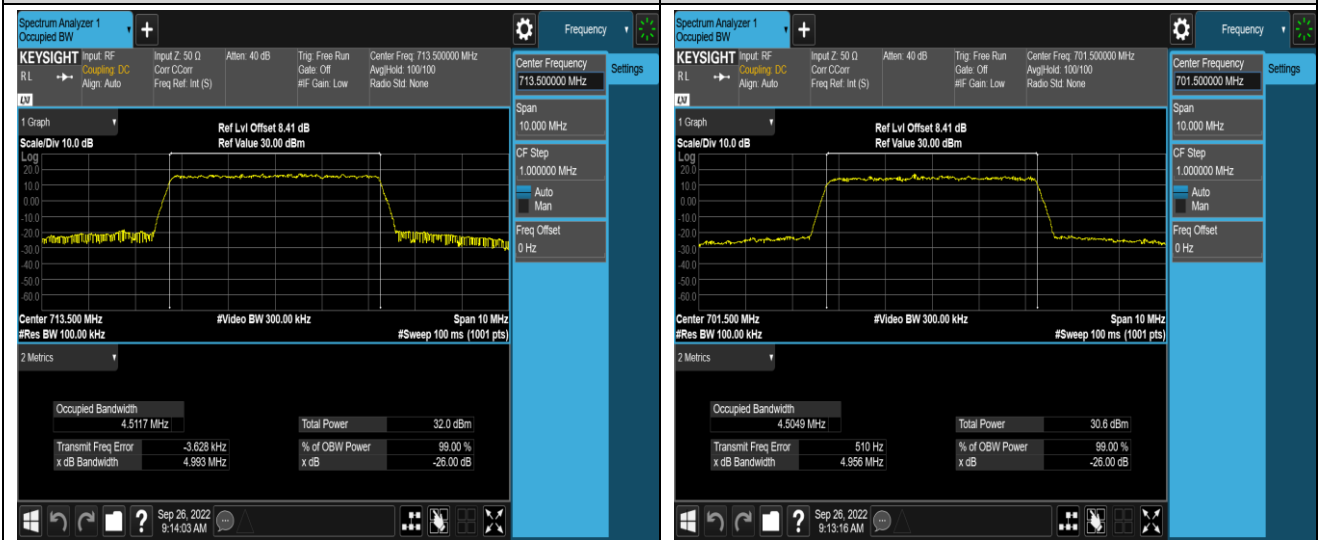 Spectrum Analyzer 1
Occupied BW
+
Frequency
KEYSIGHT Input: RF Input Z: 50 Ω Atten: 40 dB Trig: Free Run Center Freq: 713.500000 MHz
R L Coupling: DC Corr CCorr Gate: Off Avg|Hold: 100/100
Align: Auto Freq Ref: Int (S) #IF Gain: Low Radio Std: None
LXI
Center Frequency
713.500000 MHz
Settings
Span
10.000 MHz
CF Step
1.000000 MHz
Auto
Man
Freq Offset
0 Hz
1 Graph
Ref Lvl Offset 8.41 dB
Scale/Div 10.0 dB Ref Value 30.00 dBm
Log
20.0
10.0
0.00
-10.0
-20.0
-30.0
-40.0
-50.0
-60.0
Center 713.500 MHz #Video BW 300.00 kHz Span 10 MHz
#Res BW 100.00 kHz #Sweep 100 ms (1001 pts)
2 Metrics
Occupied Bandwidth
4.5117 MHz Total Power 32.0 dBm
Transmit Freq Error -3.628 kHz % of OBW Power 99.00 %
x dB Bandwidth 4.993 MHz x dB -26.00 dB
? Sep 26, 2022
9:14:03 AM
Spectrum Analyzer 1
Occupied BW
+
Frequency
KEYSIGHT Input: RF Input Z: 50 Ω Atten: 40 dB Trig: Free Run Center Freq: 701.500000 MHz
R L Coupling: DC Corr CCorr Gate: Off Avg|Hold: 100/100
Align: Auto Freq Ref: Int (S) #IF Gain: Low Radio Std: None
LXI
Center Frequency
701.500000 MHz
Settings
Span
10.000 MHz
CF Step
1.000000 MHz
Auto
Man
Freq Offset
0 Hz
1 Graph
Ref Lvl Offset 8.41 dB
Scale/Div 10.0 dB Ref Value 30.00 dBm
Log
20.0
10.0
0.00
-10.0
-20.0
-30.0
-40.0
-50.0
-60.0
Center 701.500 MHz #Video BW 300.00 kHz Span 10 MHz
#Res BW 100.00 kHz #Sweep 100 ms (1001 pts)
2 Metrics
Occupied Bandwidth
4.5049 MHz Total Power 30.6 dBm
Transmit Freq Error 510 Hz % of OBW Power 99.00 %
x dB Bandwidth 4.956 MHz x dB -26.00 dB
? Sep 26, 2022
9:13:16 AM